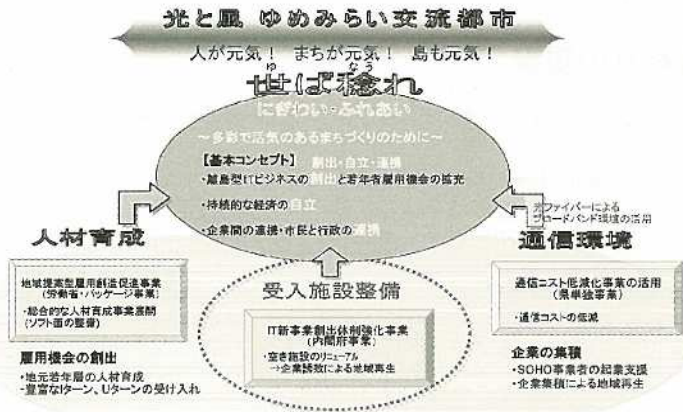 光と風 ゆめみらい交流都市
人が元気! まちが元気! 島も元気!
ゆ なう
世ば稔れ
にぎわい・ふれあい
～多彩で活気のあるまちづくりのために～
【基本コンセプト】 創出・自立・連携
・離島型ITビジネスの創出と若年者雇用機会の拡充
・持続的な経済の自立
・企業間の連携・市民と行政の連携
光ファイバーによる
ブロードバンド環境の活用
人材育成
地域提案型雇用創造促進事業
(労働省・パッケージ事業)
・総合的な人材育成事業展開
(ソフト面の整備)
雇用機会の創出
・地元若年層の人材育成
・豊富なIターン、Uターンの受け入れ
受入施設整備
IT新事業創出体制強化事業
(内閣府事業)
・空き施設のリニューアル
→企業誘致による地域再生
通信環境
通信コスト低減化事業の活用
(県単独事業)
・通信コストの低減
企業の集積
・SOHO事業者の起業支援
・企業集積による地域再生